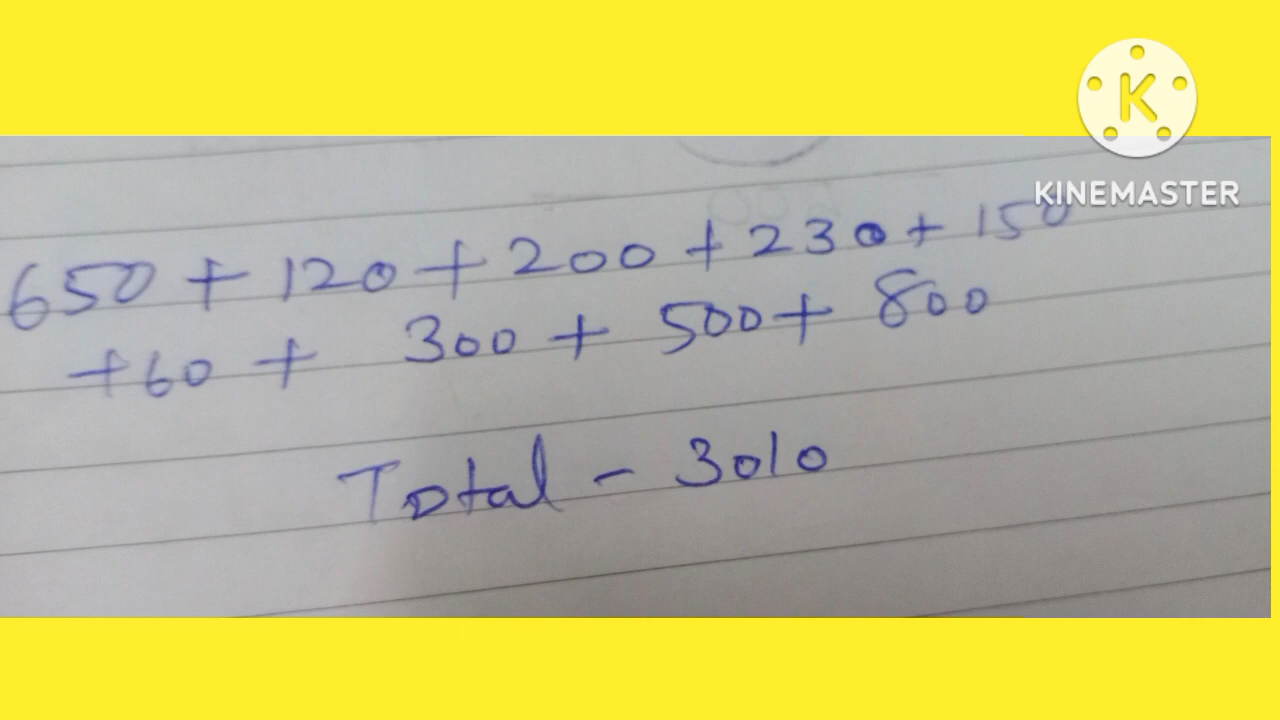 KINEMASTER
650 + 120 + 200 + 230 + 150
+60 + 300 + 500 + 800
Total - 3010